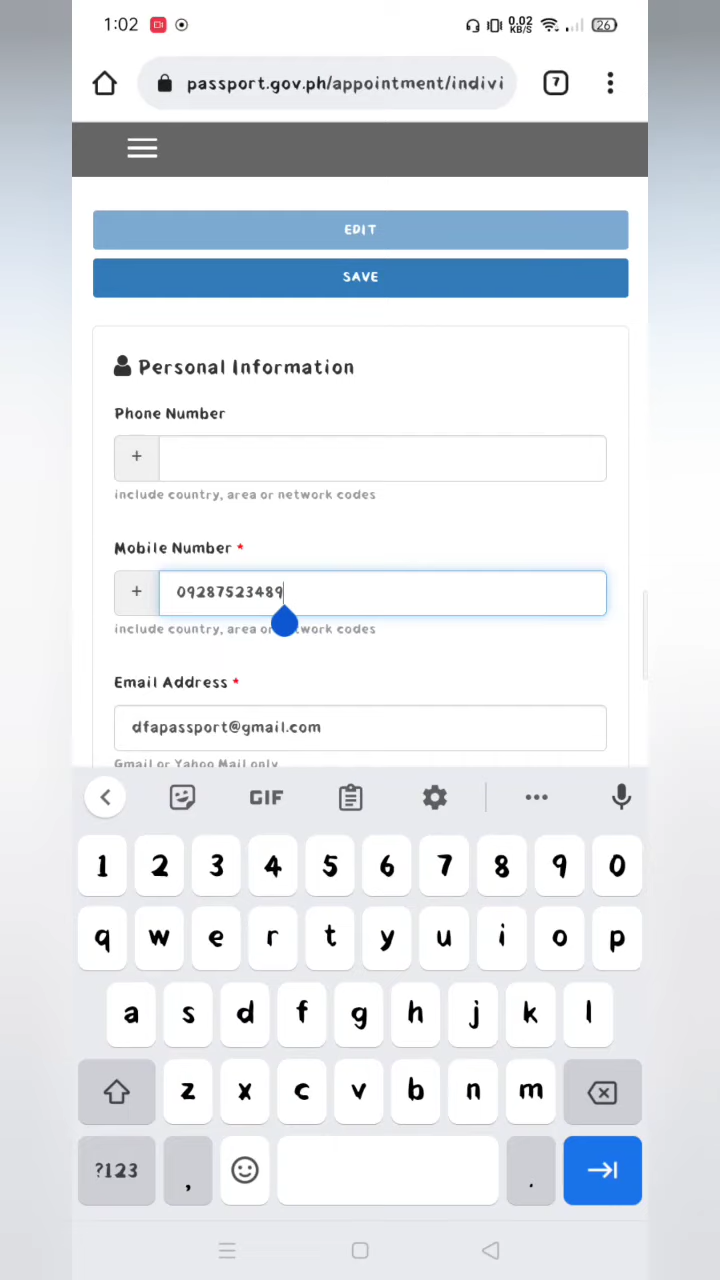 1:02 0.02 KB/S 26
passport.gov.ph/appointment/indivi 7
EDIT
SAVE
Personal Information
Phone Number
+
include country, area or network codes
Mobile Number *
+ 09287523489
include country, area or network codes
Email Address *
dfapassport@gmail.com
Gmail or Yahoo Mail only
GIF
1 2 3 4 5 6 7 8 9 0
q w e r t y u i o p
a s d f g h j k l
z x c v b n m
?123 , .